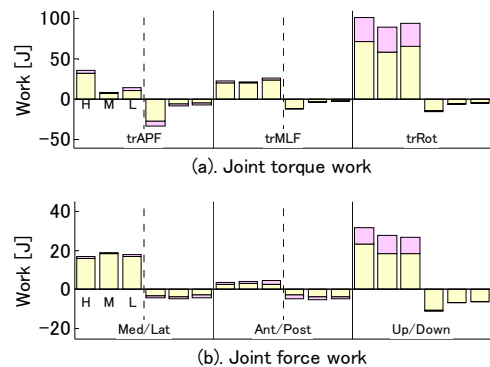 100
50
0
-50
Work [J]
H M L
trAPF trMLF trRot
(a). Joint torque work
40
20
0
-20
Work [J]
H M L
Med/Lat Ant/Post Up/Down
(b). Joint force work